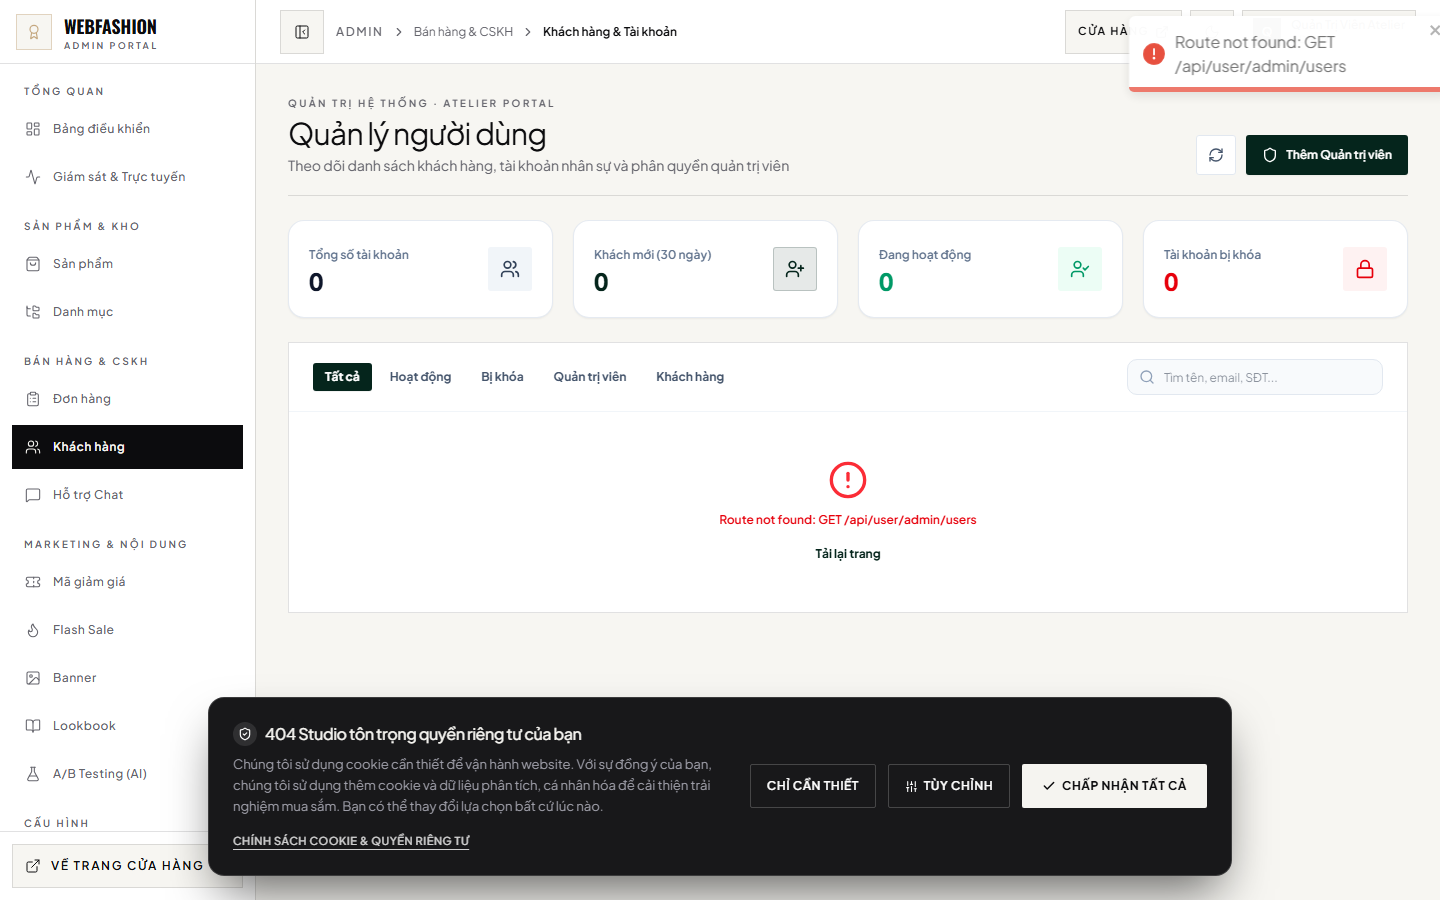 WEBFASHION
ADMIN PORTAL
TỔNG QUAN
Bảng điều khiển
Giám sát & Trực tuyến
SẢN PHẨM & KHO
Sản phẩm
Danh mục
BÁN HÀNG & CSKH
Đơn hàng
Khách hàng
Hỗ trợ Chat
MARKETING & NỘI DUNG
Mã giảm giá
Flash Sale
Banner
Lookbook
A/B Testing (AI)
CẤU HÌNH
VỀ TRANG CỬA HÀNG
ADMIN > Bán hàng & CSKH > Khách hàng & Tài khoản
CỬA HÀ
Route not found: GET
/api/user/admin/users
QUẢN TRỊ HỆ THỐNG · ATELIER PORTAL
Quản lý người dùng
Theo dõi danh sách khách hàng, tài khoản nhân sự và phân quyền quản trị viên
Thêm Quản trị viên
Tổng số tài khoản
0
Khách mới (30 ngày)
0
Đang hoạt động
0
Tài khoản bị khóa
0
Tất cả Hoạt động Bị khóa Quản trị viên Khách hàng
Tìm tên, email, SĐT...
Route not found: GET /api/user/admin/users
Tải lại trang
404 Studio tôn trọng quyền riêng tư của bạn
Chúng tôi sử dụng cookie cần thiết để vận hành website. Với sự đồng ý của bạn,
chúng tôi sử dụng thêm cookie và dữ liệu phân tích, cá nhân hóa để cải thiện trải
nghiệm mua sắm. Bạn có thể thay đổi lựa chọn bất cứ lúc nào.
CHÍNH SÁCH COOKIE & QUYỀN RIÊNG TƯ
CHỈ CẦN THIẾT
TÙY CHỈNH
CHẤP NHẬN TẤT CẢ